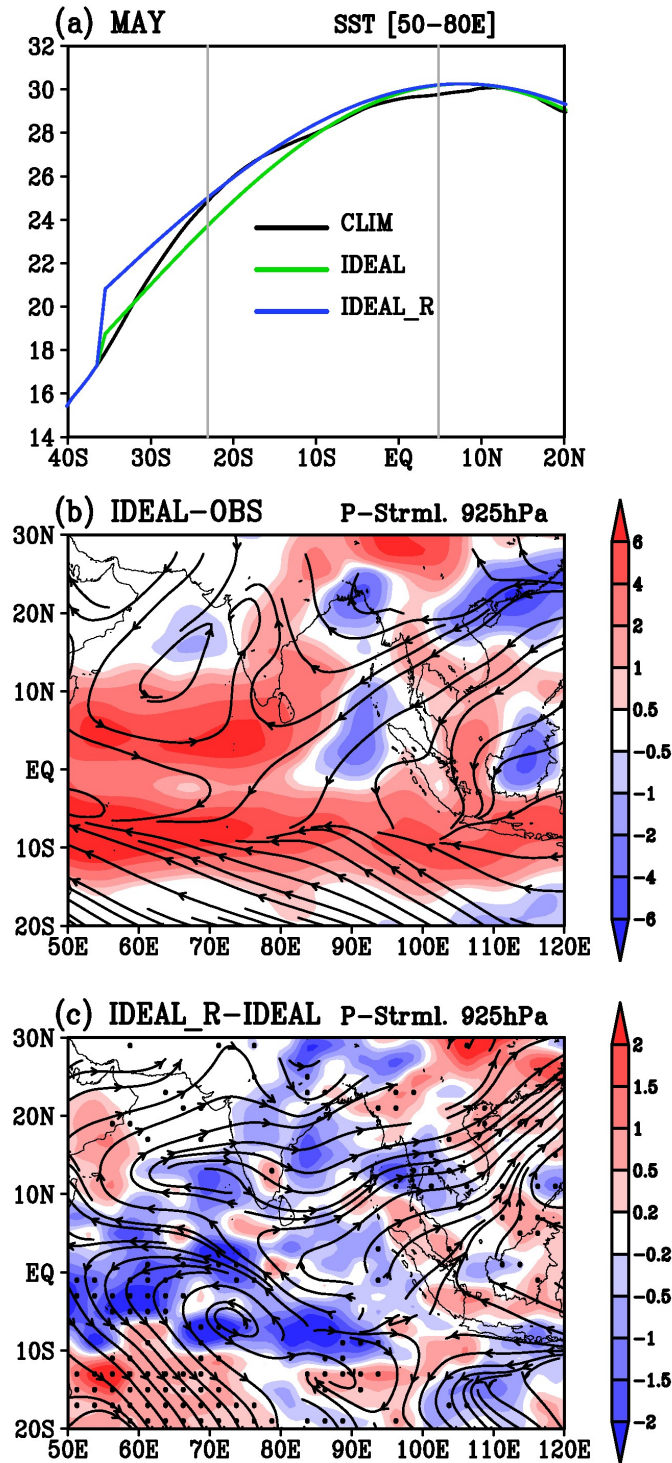 (a) MAY SST [50-80E]
32
30
28
26
24
22
20
18
16
14
CLIM
IDEAL
IDEAL_R
40S 30S 20S 10S EQ 10N 20N
(b) IDEAL-OBS P-Strml. 925hPa
30N
20N
10N
EQ
10S
20S
50E 60E 70E 80E 90E 100E 110E 120E
6
4
2
1
0.5
-0.5
-1
-2
-4
-6
(c) IDEAL_R-IDEAL P-Strml. 925hPa
30N
20N
10N
EQ
10S
20S
50E 60E 70E 80E 90E 100E 110E 120E
2
1.5
1
0.5
0.2
-0.2
-0.5
-1
-1.5
-2